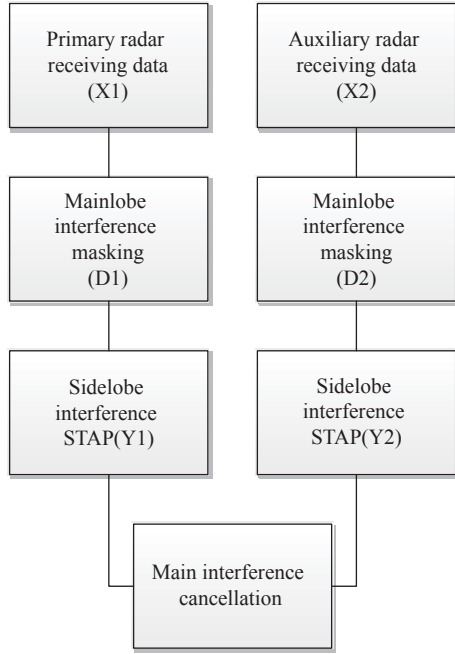 Primary radar
receiving data
(X1)
Auxiliary radar
receiving data
(X2)
Mainlobe
interference
masking
(D1)
Mainlobe
interference
masking
(D2)
Sidelobe
interference
STAP(Y1)
Sidelobe
interference
STAP(Y2)
Main interference
cancellation